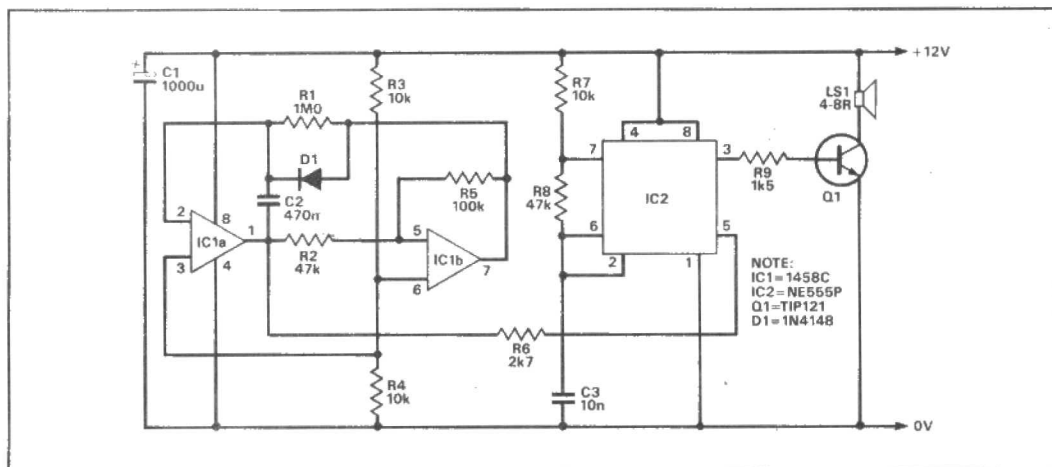 +
C1
1000u
R1
1M0
D1
C2
470n
2
3
8
4
1
IC1a
R2
47k
R3
10k
R5
100k
5
6
7
IC1b
R4
10k
R6
2k7
R7
10k
R8
47k
7
6
2
4
8
3
5
1
IC2
C3
10n
R9
1k5
LS1
4-8R
Q1
+12V
0V
NOTE:
IC1=1458C
IC2=NE555P
Q1=TIP121
D1=1N4148